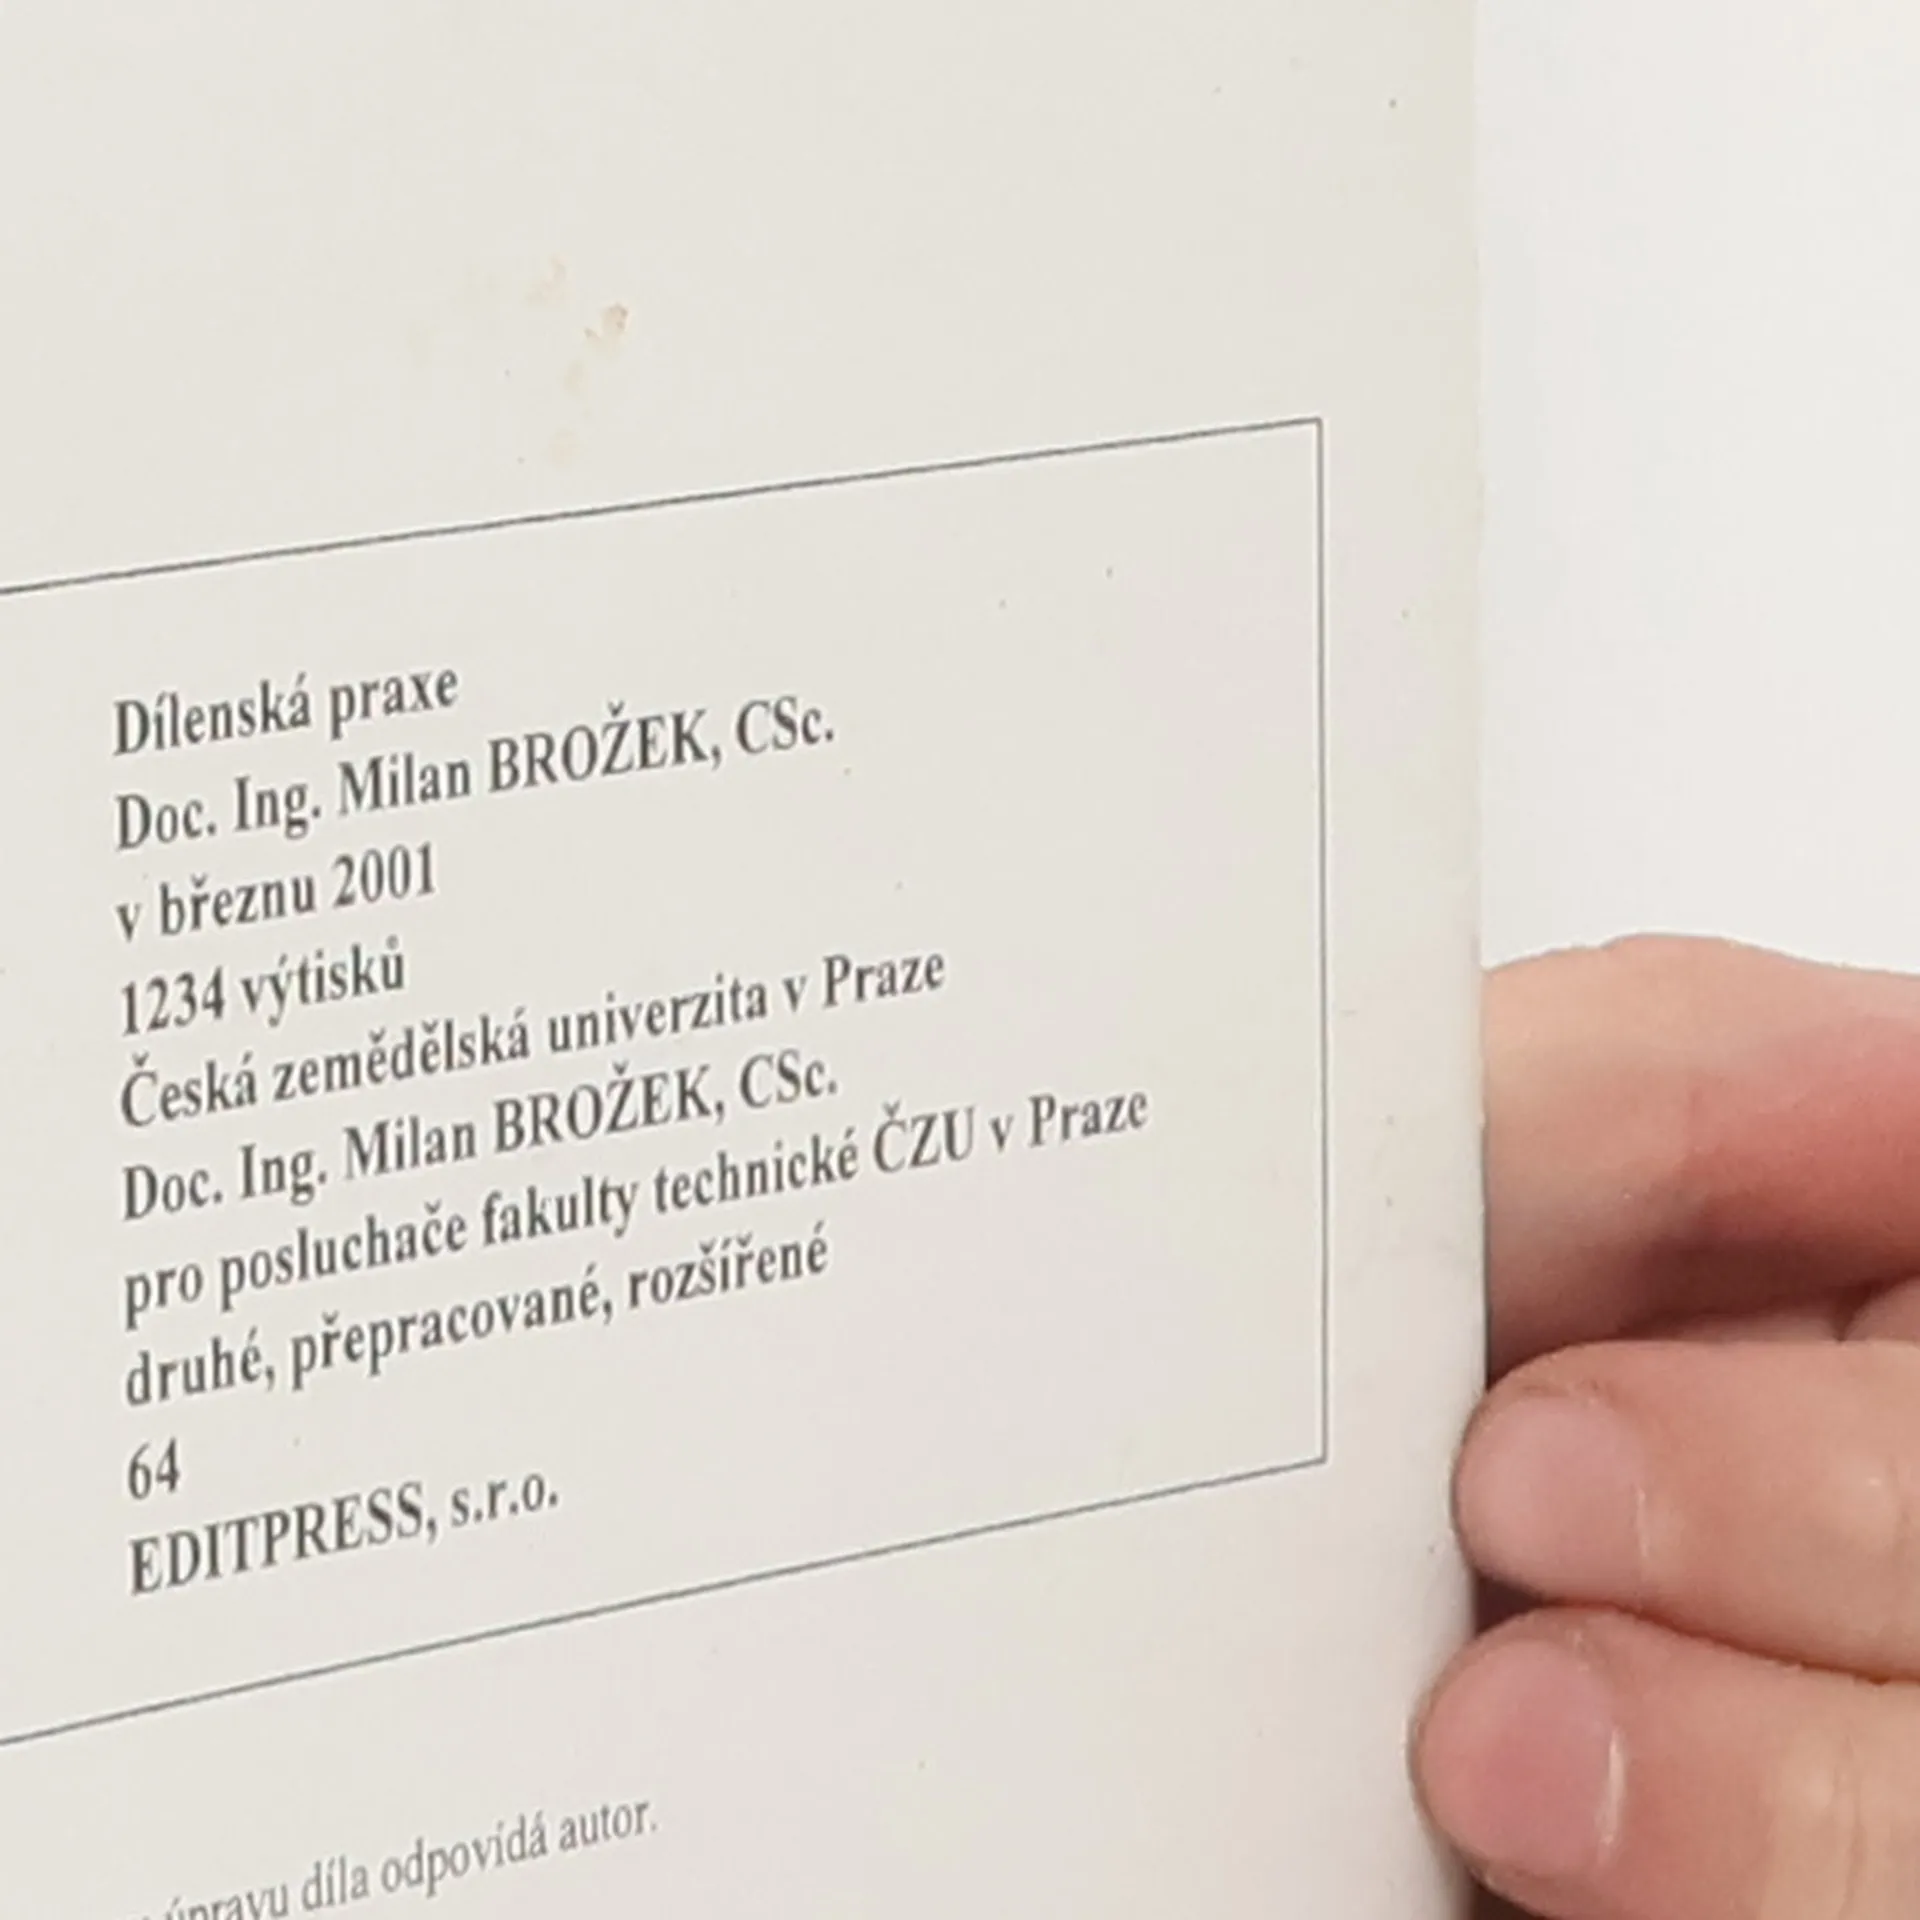 Dílenská praxe
Doc. Ing. Milan BROŽEK, CSc.
v březnu 2001
1234 výtisků
Česká zemědělská univerzita v Praze
Doc. Ing. Milan BROŽEK, CSc.
pro posluchače fakulty technické ČZU v Praze
druhé, přepracované, rozšířené
64
EDITPRESS, s.r.o.
úpravu díla odpovídá autor.